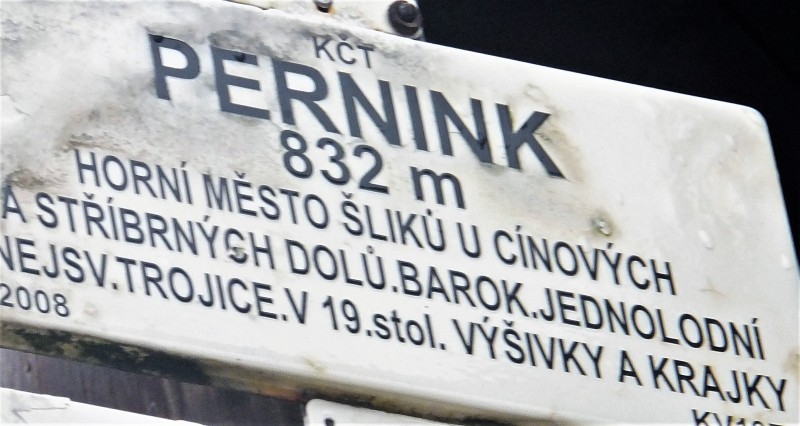 KČT
PERNINK
832 m
HORNÍ MĚSTO ŠLIKŮ U CÍNOVÝCH
A STŘÍBRNÝCH DOLŮ.BAROK.JEDNOLODNÍ
NEJSV.TROJICE.V 19.stol. VÝŠIVKY A KRAJKY
2008